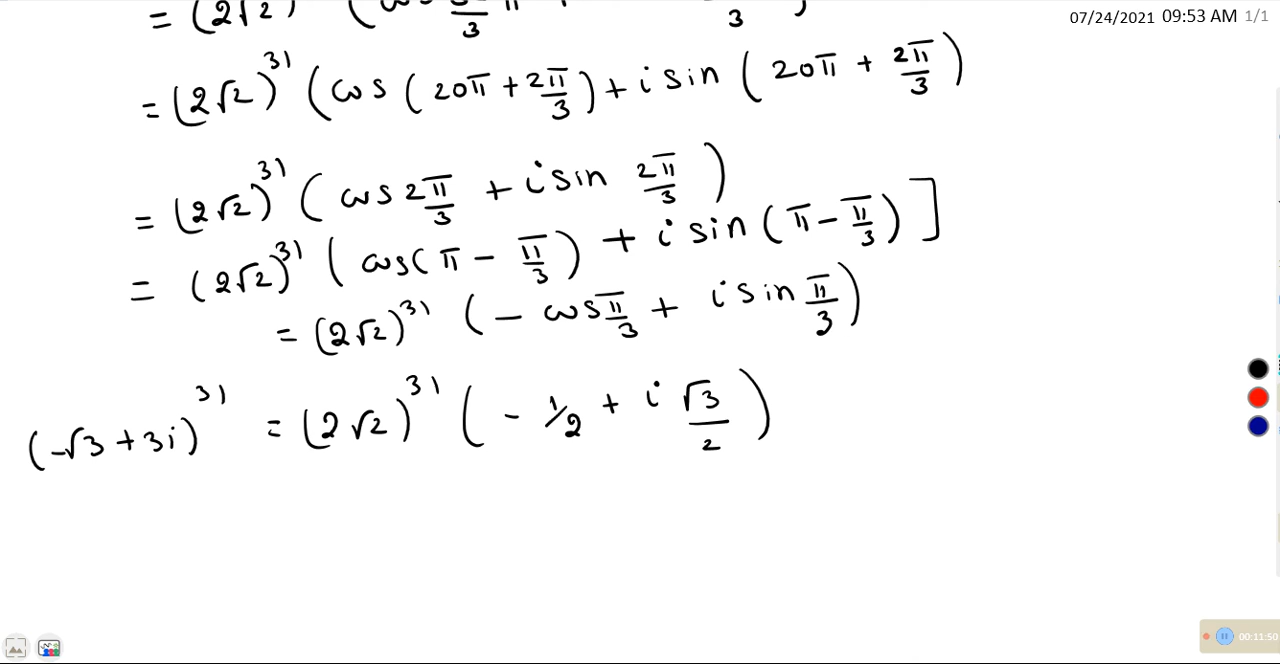 07/24/2021 09:53 AM 1/1
= (2√2)
= (2√2)^31 (cos (20π + 2π/3) + i sin (20π + 2π/3)
= (2√2)^31 (cos 2π/3 + i sin 2π/3)
= (2√2)^31 (cos(π - π/3) + i sin (π - π/3)]
= (2√2)^31 (- cos π/3 + i sin π/3)
(-√3 + 3i)^31 = (2√2)^31 (- 1/2 + i √3/2)
00:11:50